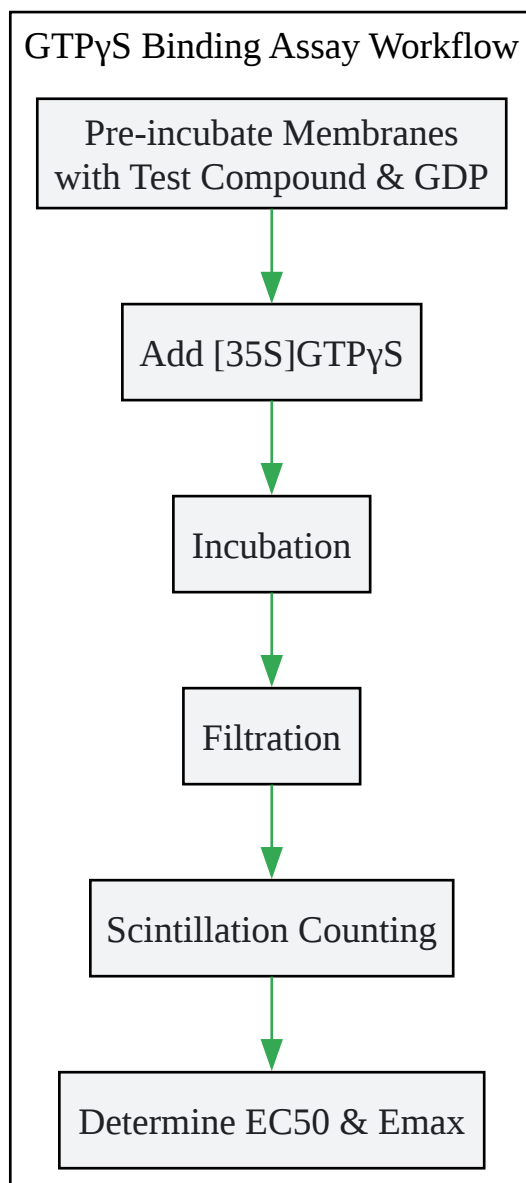 GTPγS Binding Assay Workflow
Pre-incubate Membranes
with Test Compound & GDP
Add [35S]GTPγS
Incubation
Filtration
Scintillation Counting
Determine EC50 & Emax